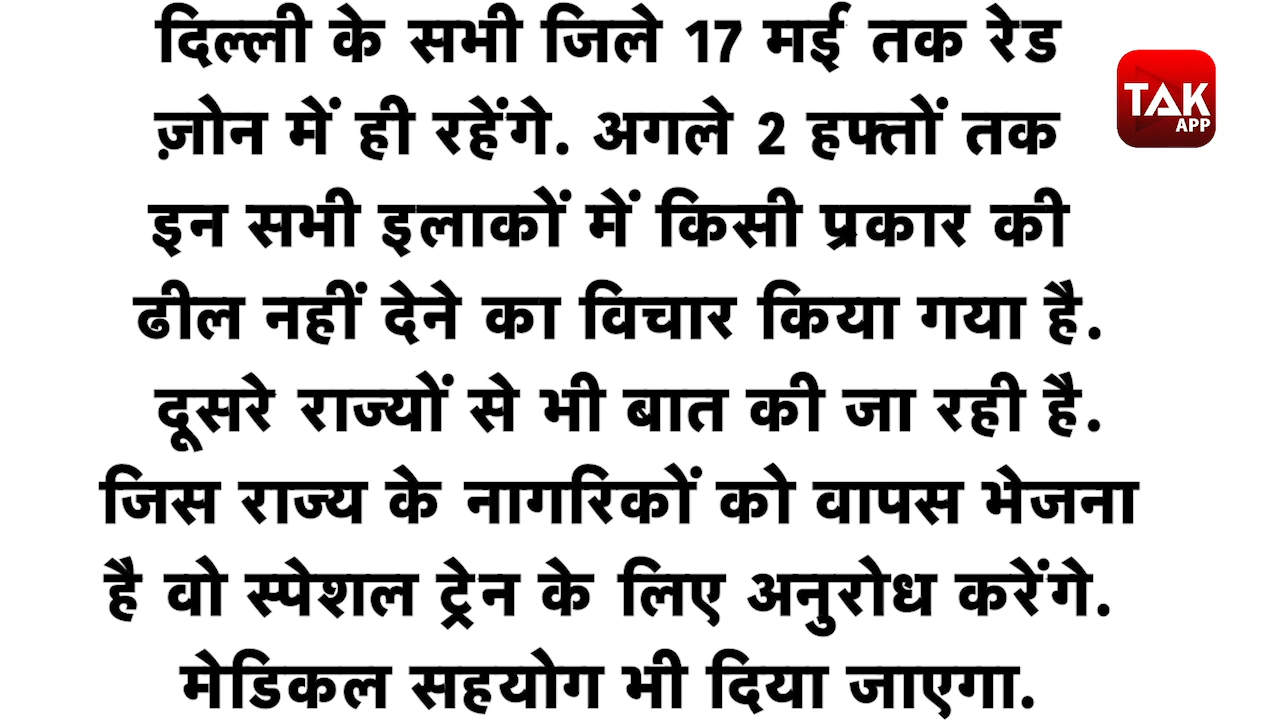 दिल्ली के सभी जिले 17 मई तक रेड
ज़ोन में ही रहेंगे. अगले 2 हफ्तों तक
इन सभी इलाकों में किसी प्रकार की
ढील नहीं देने का विचार किया गया है.
दूसरे राज्यों से भी बात की जा रही है.
जिस राज्य के नागरिकों को वापस भेजना
है वो स्पेशल ट्रेन के लिए अनुरोध करेंगे.
मेडिकल सहयोग भी दिया जाएगा.
TAK
APP